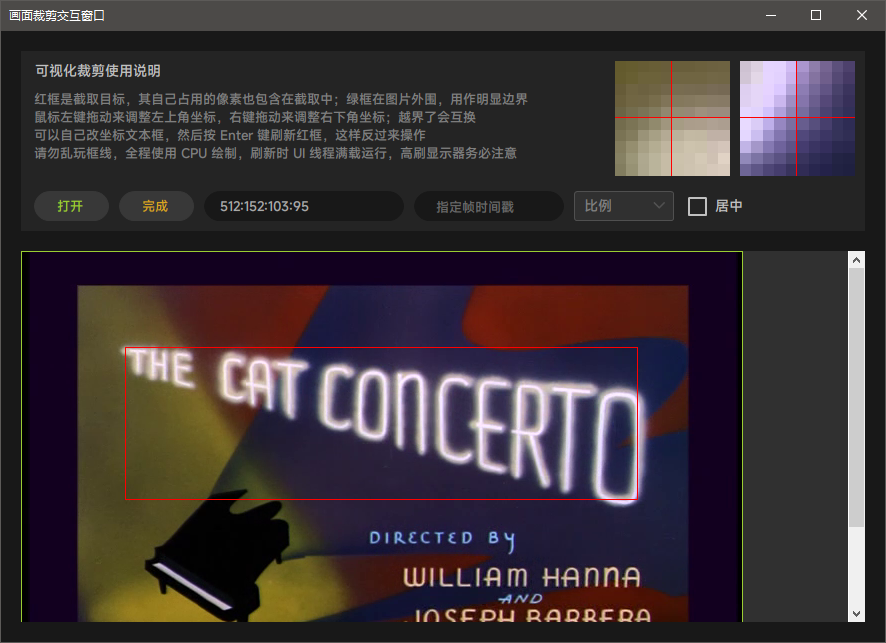 画面裁剪交互窗口
可视化裁剪使用说明
红框是截取目标，其自己占用的像素也包含在截取中；绿框在图片外围，用作明显边界
鼠标左键拖动来调整左上角坐标，右键拖动来调整右下角坐标；越界了会互换
可以自己改坐标文本框，然后按 Enter 键刷新红框，这样反过来操作
请勿乱玩框线，全程使用 CPU 绘制，刷新时 UI 线程满载运行，高刷显示器务必注意
打开
完成
512:152:103:95
指定帧时间戳
比例
居中
THE CAT CONCERTO
DIRECTED BY
WILLIAM HANNA
AND
JOSEPH BARBERA